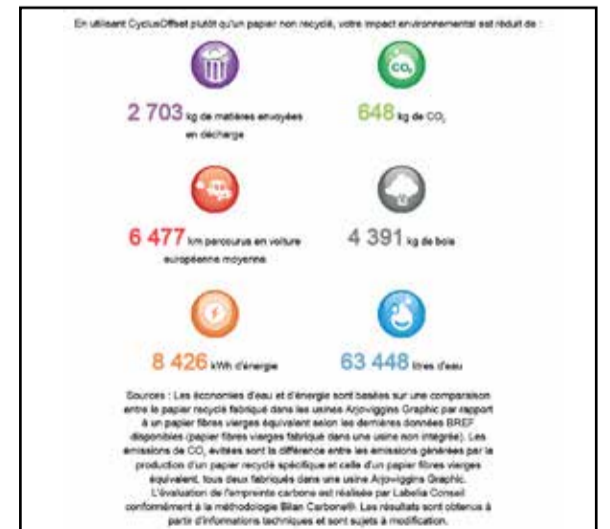 En utilisant CyclusOffset plutôt qu'un papier non recyclé, votre impact environnemental est réduit de :
CO₂
2 703 kg de matières envoyées
en décharge
648 kg de CO₂
6 477 km parcourus en voiture
européenne moyenne
4 391 kg de bois
8 426 kWh d'énergie
63 448 litres d'eau
Sources : Les économies d'eau et d'énergie sont basées sur une comparaison
entre le papier recyclé fabriqué dans les usines Arjowiggins Graphic par rapport
à un papier fibres vierges équivalent selon les dernières données BREF
disponibles (papier fibres vierges fabriqué dans une usine non intégrée). Les
émissions de CO₂ évitées sont la différence entre les émissions générées par la
production d'un papier recyclé spécifique et celle d'un papier fibres vierges
équivalent, tous deux fabriqués dans une usine Arjowiggins Graphic.
L'évaluation de l'empreinte carbone est réalisée par Labelia Conseil
conformément à la méthodologie Bilan Carbone®. Les résultats sont obtenus à
partir d'informations techniques et sont sujets à modification.